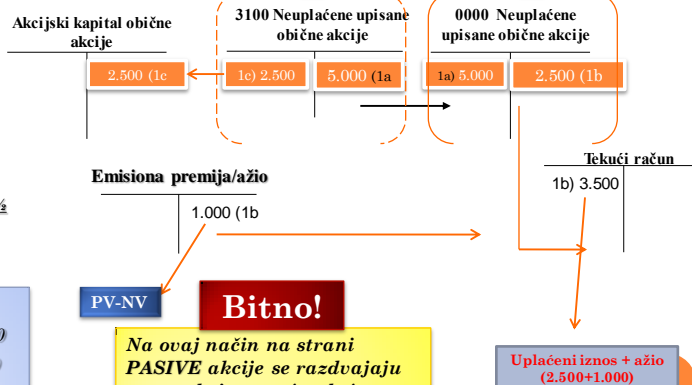 Akcijski kapital obične
akcije
3100 Neuplaćene upisane
obične akcije
0000 Neuplaćene
upisane obične akcije
2.500 (1c
1c) 2.500
5.000 (1a
1a) 5.000
2.500 (1b
Emisiona premija/ažio
1.000 (1b
Tekući račun
1b) 3.500
½
PV-NV
Bitno!
Na ovaj način na strani
PASIVE akcije se razdvajaju
Uplaćeni iznos + ažio
(2.500+1.000)